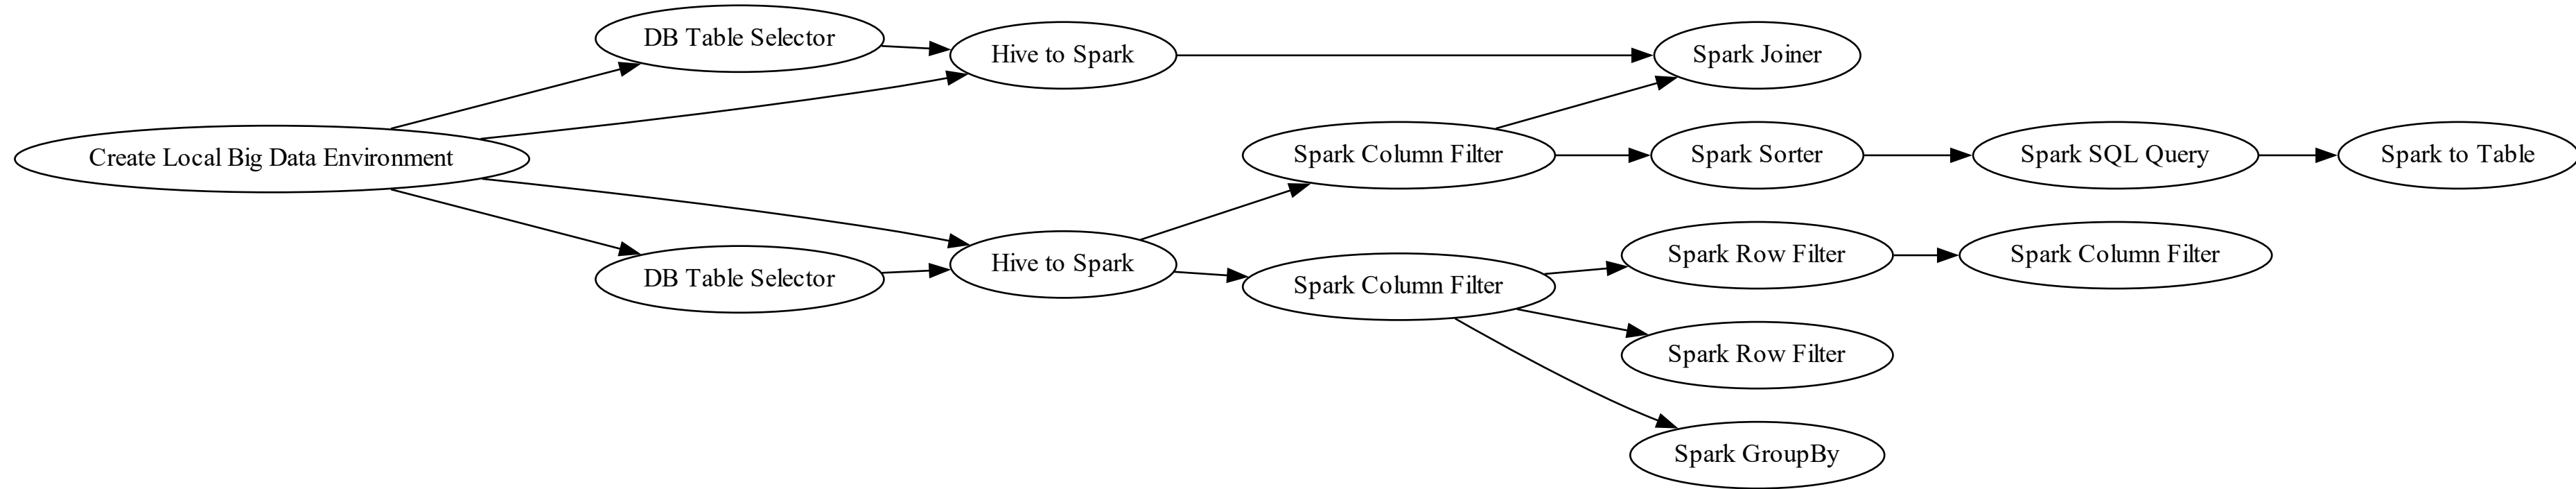 DB Table Selector
Hive to Spark
Spark Joiner
Create Local Big Data Environment
Spark Column Filter
Spark Sorter
Spark SQL Query
Spark to Table
DB Table Selector
Hive to Spark
Spark Column Filter
Spark Row Filter
Spark Column Filter
Spark Row Filter
Spark GroupBy